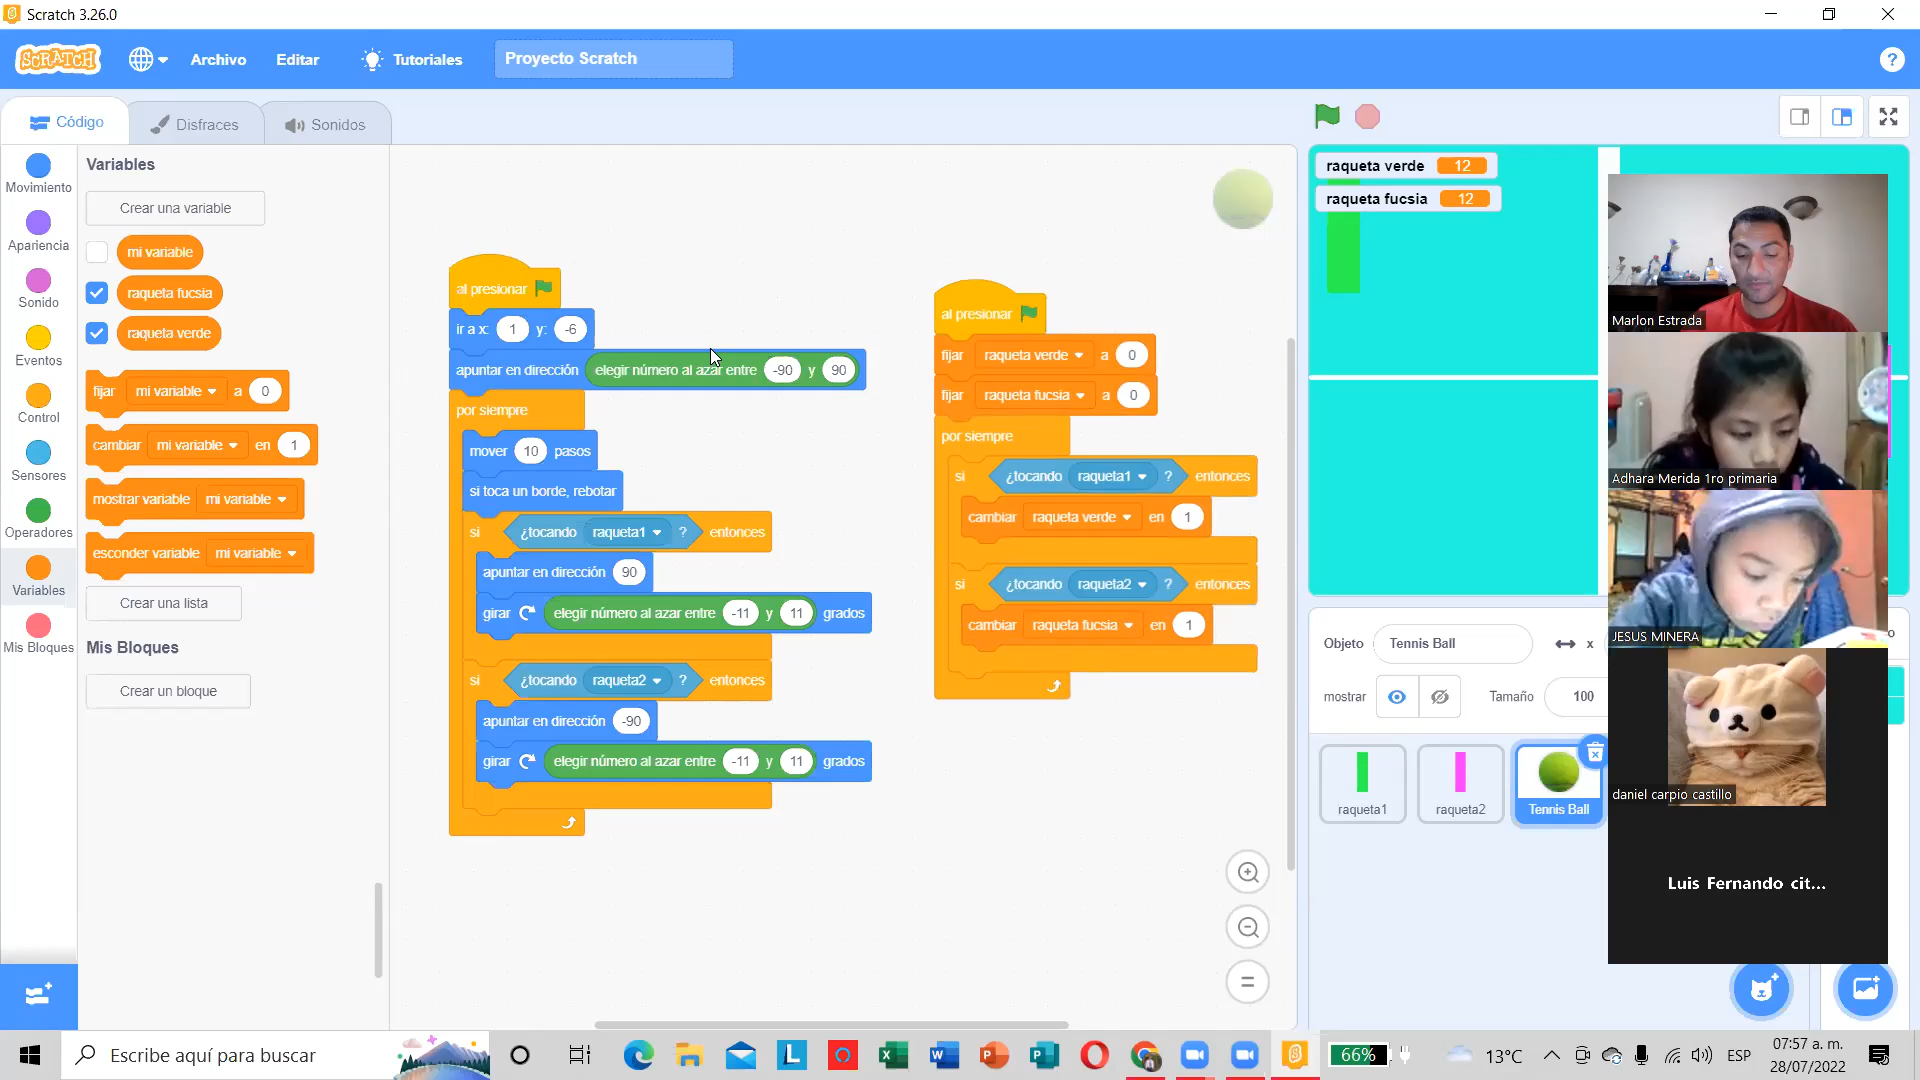 Scratch 3.26.0
SCRATCH
Archivo
Editar
Tutoriales
Proyecto Scratch
?
Código
Disfraces
Sonidos
Movimiento
Apariencia
Sonido
Eventos
Control
Sensores
Operadores
Variables
Mis Bloques
Variables
Crear una variable
mi variable
raqueta fucsia
raqueta verde
fijar mi variable a 0
cambiar mi variable en 1
mostrar variable mi variable
esconder variable mi variable
Crear una lista
Mis Bloques
Crear un bloque
al presionar
ir a x: 1 y: -6
apuntar en dirección elegir número al azar entre -90 y 90
por siempre
mover 10 pasos
si toca un borde, rebotar
si ¿tocando raqueta1 ? entonces
apuntar en dirección 90
girar elegir número al azar entre -11 y 11 grados
si ¿tocando raqueta2 ? entonces
apuntar en dirección -90
girar elegir número al azar entre -11 y 11 grados
al presionar
fijar raqueta verde a 0
fijar raqueta fucsia a 0
por siempre
si ¿tocando raqueta1 ? entonces
cambiar raqueta verde en 1
si ¿tocando raqueta2 ? entonces
cambiar raqueta fucsia en 1
raqueta verde 12
raqueta fucsia 12
Marlon Estrada
Adhara Merida 1ro primaria
JESUS MINERA
daniel carpio castillo
Luis Fernando cit...
Objeto Tennis Ball x
mostrar Tamaño 100
raqueta1
raqueta2
Tennis Ball
Escribe aquí para buscar
66%
13°C
ESP
07:57 a. m.
28/07/2022